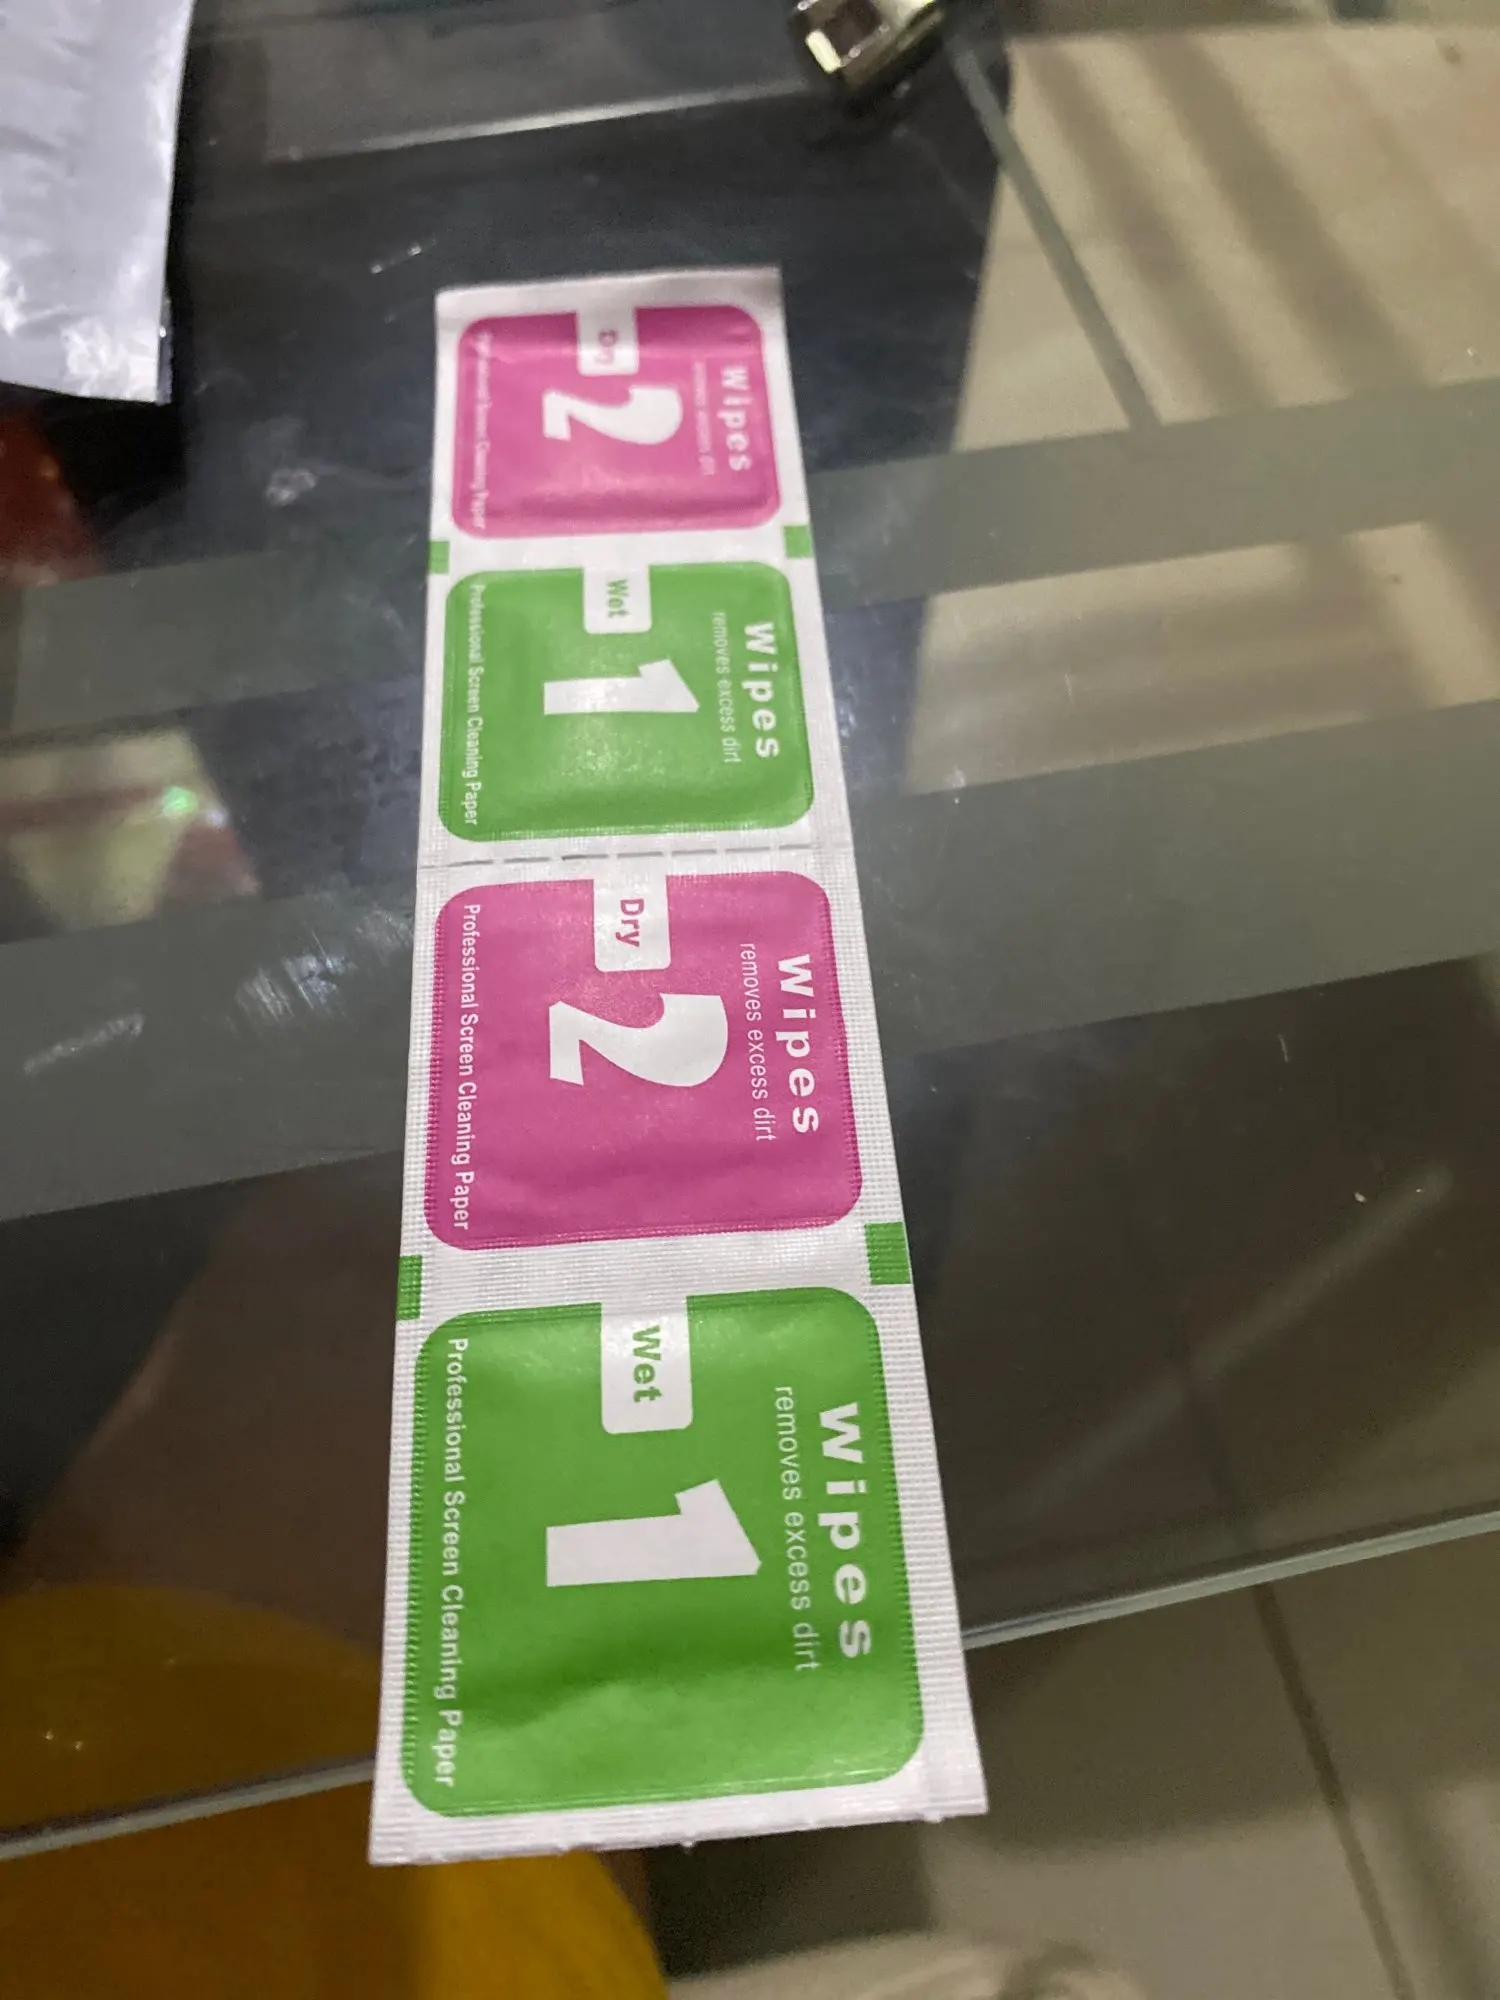 Wipes
removes excess dirt
Dry
2
Professional Screen Cleaning Paper
Wipes
removes excess dirt
Wet
1
Professional Screen Cleaning Paper
Wipes
removes excess dirt
Dry
2
Professional Screen Cleaning Paper
Wipes
removes excess dirt
Wet
1
Professional Screen Cleaning Paper